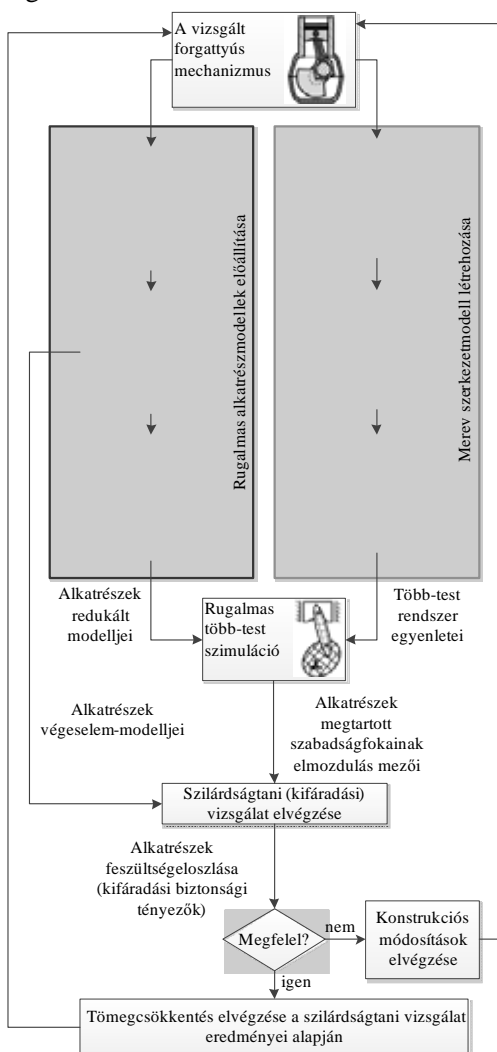 A vizsgált
forgattyús
mechanizmus
Rugalmas alkatrészmodellek előállítása
Merev szerkezetmodell létrehozása
Alkatrészek
redukált
modelljei
Rugalmas
több-test
szimuláció
Több-test
rendszer
egyenletei
Alkatrészek
végeselem-modelljei
Alkatrészek
megtartott
szabadságfokainak
elmozdulás mezői
Szilárdságtani (kifáradási)
vizsgálat elvégzése
Alkatrészek
feszültségeloszlása
(kifáradási biztonsági
tényezők)
Megfelel?
nem
Konstrukciós
módosítások
elvégzése
igen
Tömegcsökkentés elvégzése a szilárdságtani vizsgálat
eredményei alapján